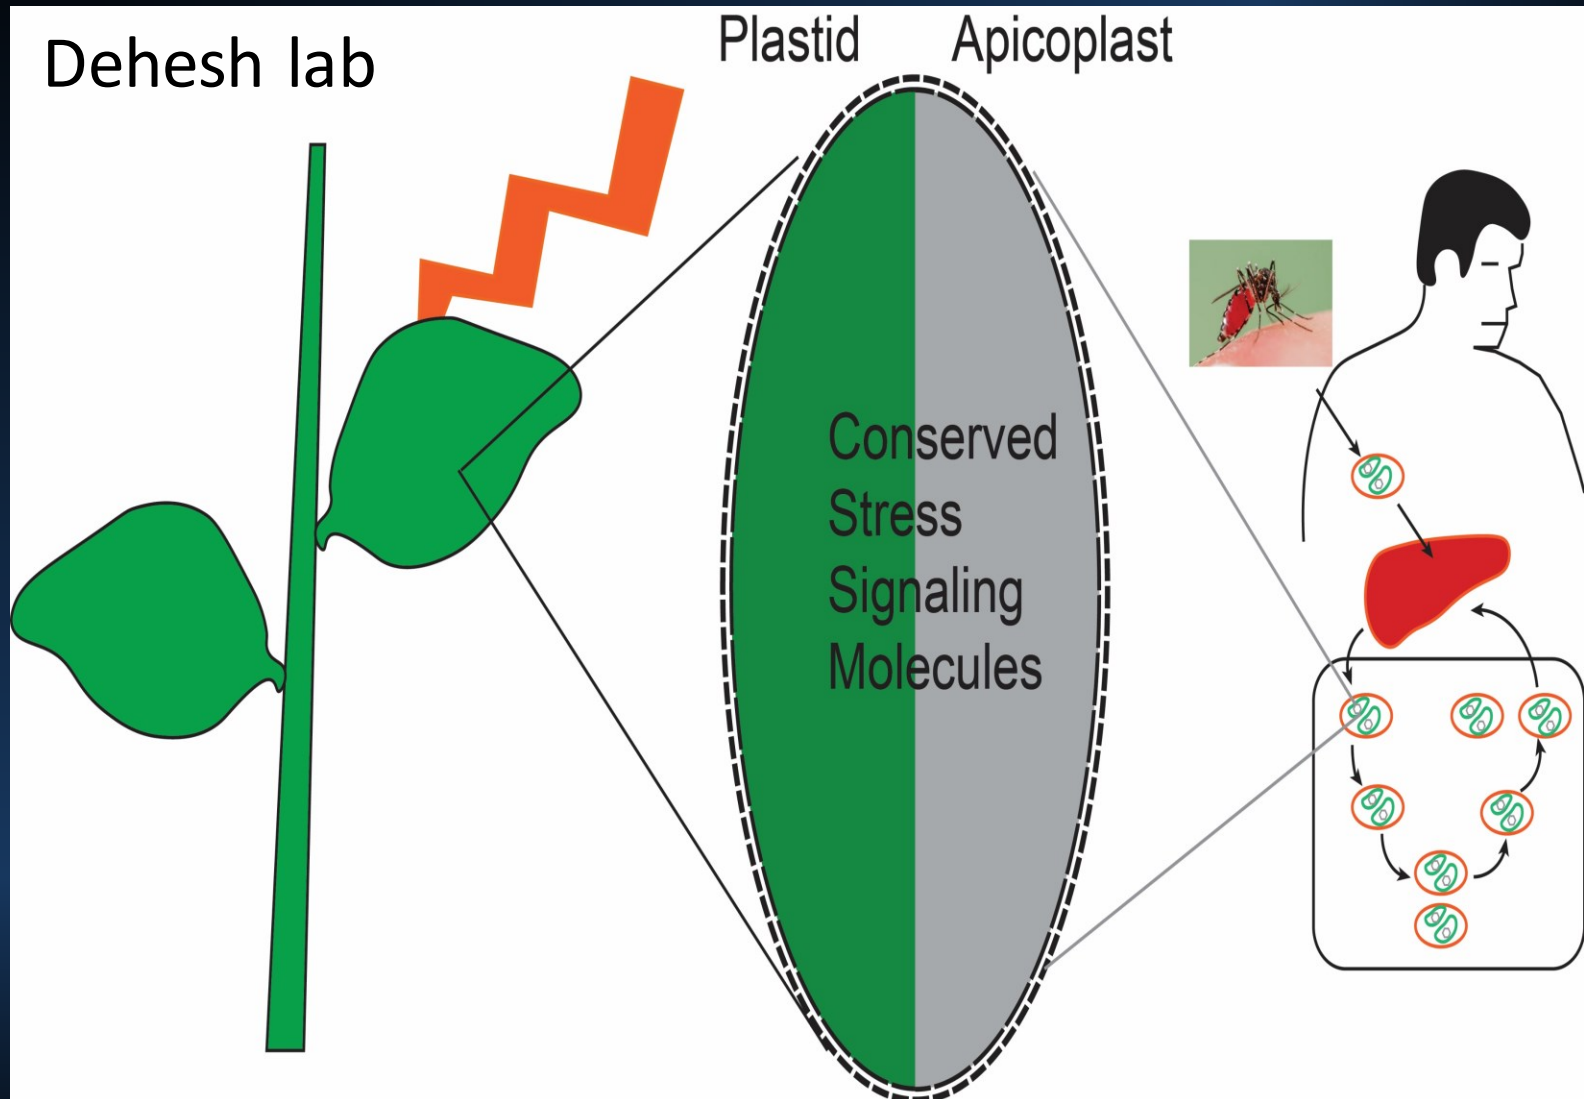 Dehesh lab
Plastid Apicoplast
Conserved
Stress
Signaling
Molecules